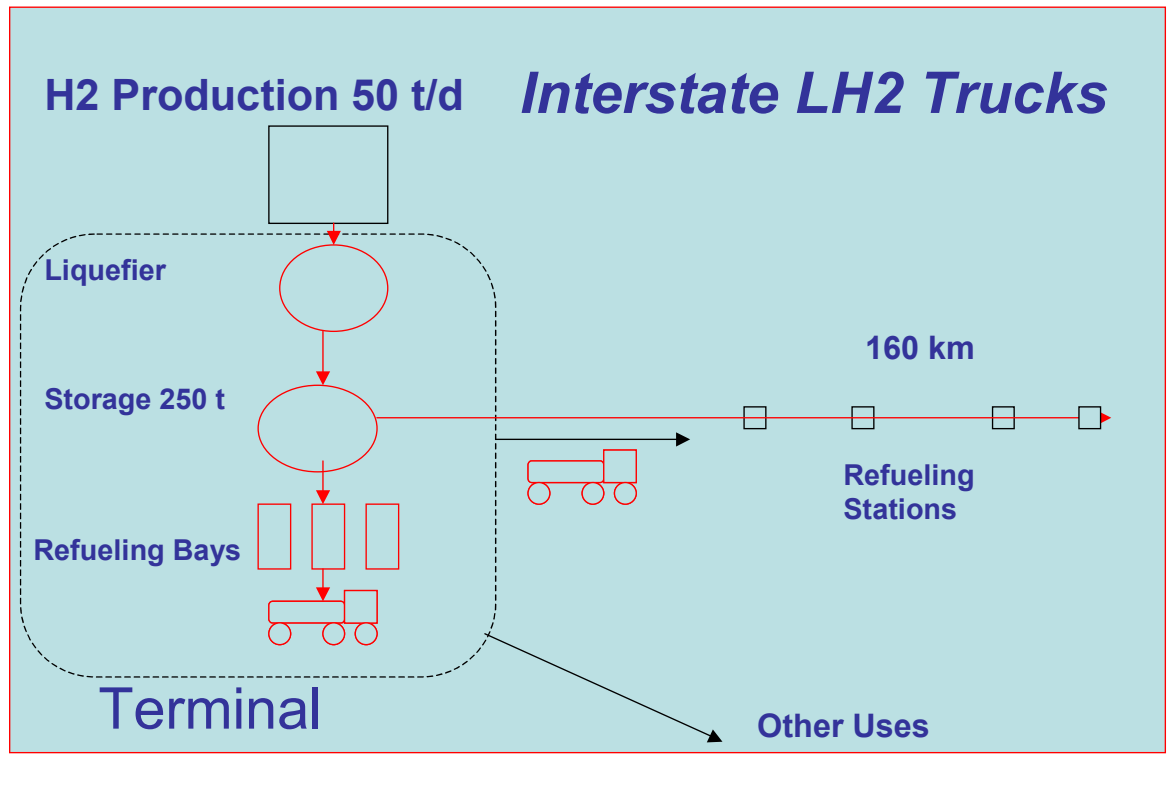 H2 Production 50 t/d
Interstate LH2 Trucks
Liquefier
160 km
Storage 250 t
Refueling
Stations
Refueling Bays
Terminal
Other Uses